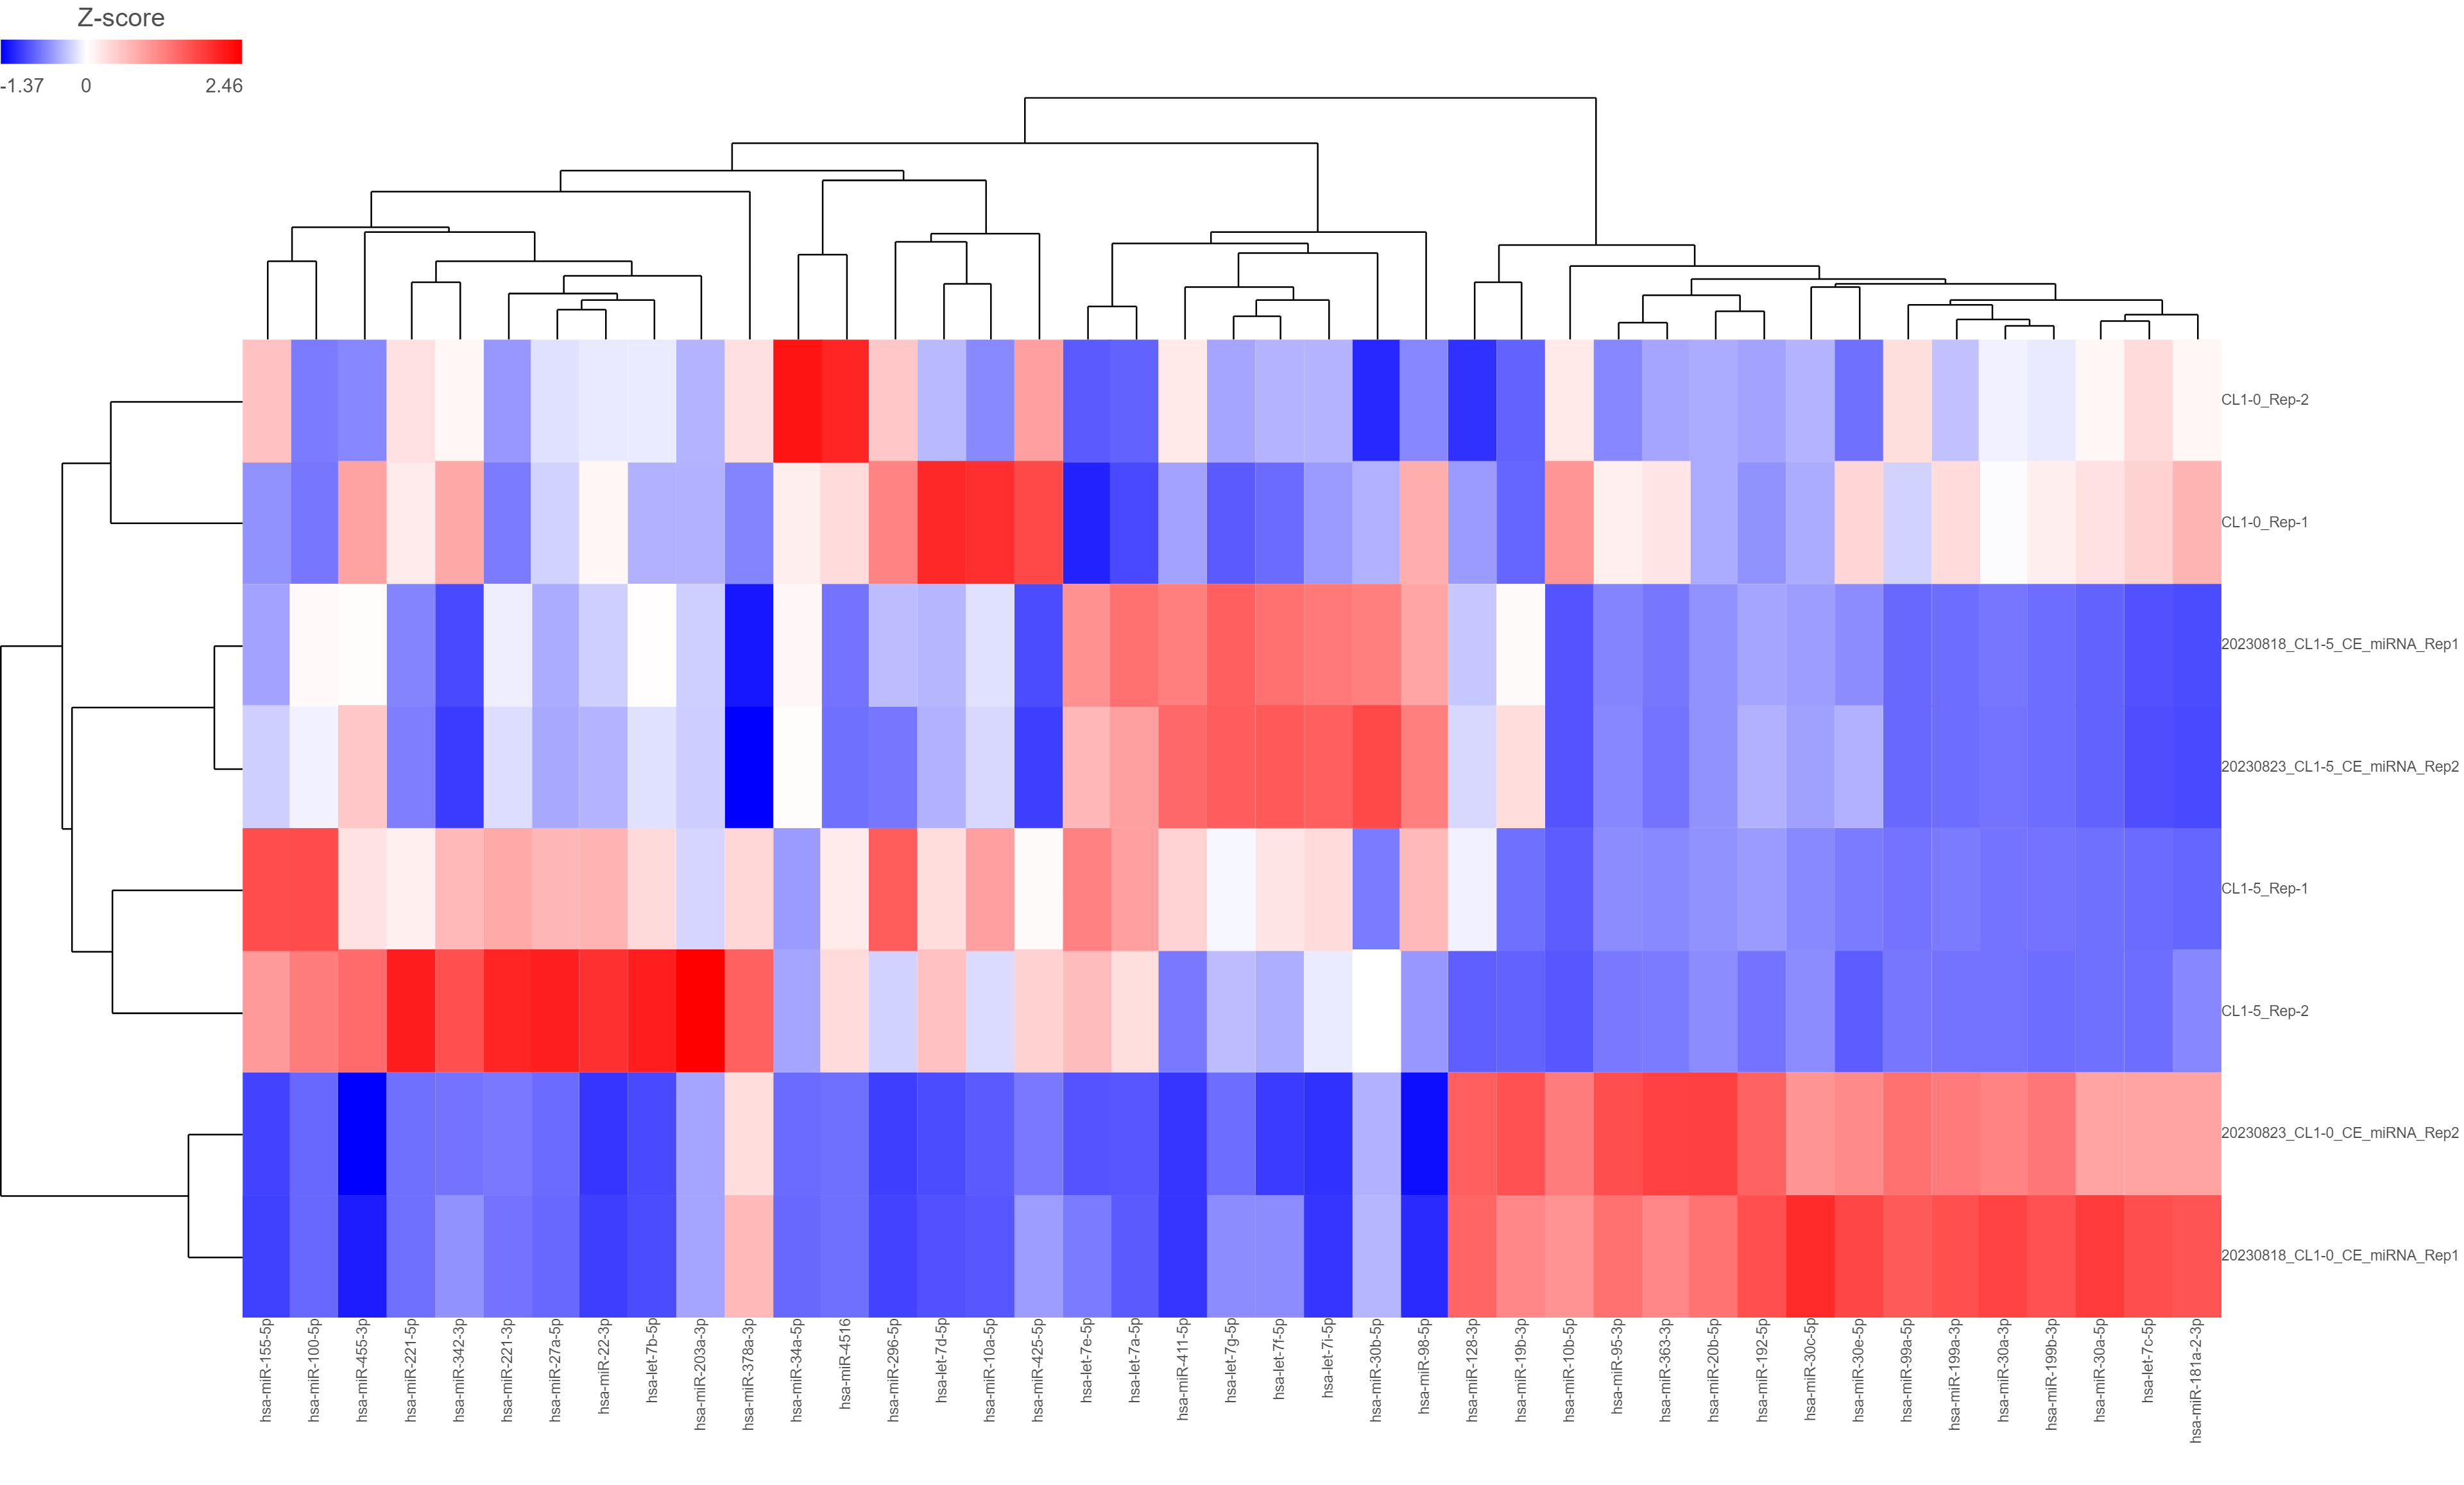 Z-score
-1.37 0 2.46
CL1-0_Rep-2
CL1-0_Rep-1
20230818_CL1-5_CE_miRNA_Rep1
20230823_CL1-5_CE_miRNA_Rep2
CL1-5_Rep-1
CL1-5_Rep-2
20230823_CL1-0_CE_miRNA_Rep2
20230818_CL1-0_CE_miRNA_Rep1
hsa-miR-155-5p
hsa-miR-100-5p
hsa-miR-455-3p
hsa-miR-221-5p
hsa-miR-342-3p
hsa-miR-221-3p
hsa-miR-27a-5p
hsa-miR-222-3p
hsa-let-7b-5p
hsa-miR-203a-3p
hsa-miR-378a-3p
hsa-miR-34a-5p
hsa-miR-4516
hsa-miR-296-5p
hsa-let-7d-5p
hsa-miR-10a-5p
hsa-miR-425-5p
hsa-let-7e-5p
hsa-let-7a-5p
hsa-miR-411-5p
hsa-let-7g-5p
hsa-let-7f-5p
hsa-let-7i-5p
hsa-miR-30b-5p
hsa-miR-98-5p
hsa-miR-128-3p
hsa-miR-19b-3p
hsa-miR-10b-5p
hsa-miR-95-3p
hsa-miR-363-3p
hsa-miR-20b-5p
hsa-miR-192-5p
hsa-miR-30c-5p
hsa-miR-30e-5p
hsa-miR-99a-5p
hsa-miR-199a-3p
hsa-miR-30a-3p
hsa-miR-199b-3p
hsa-miR-30a-5p
hsa-let-7c-5p
hsa-miR-181a-2-3p